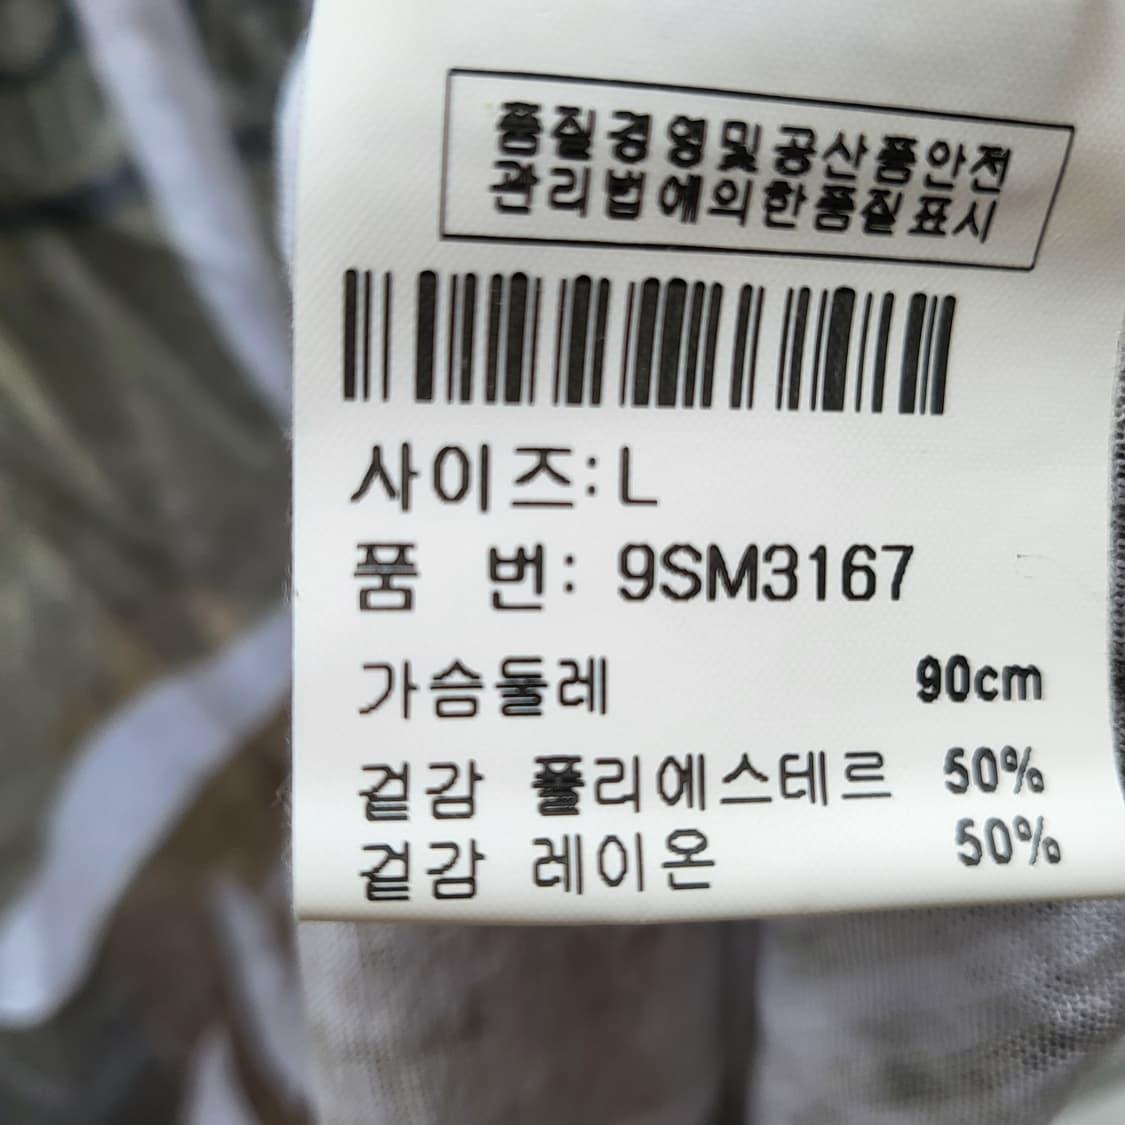 품질경영및공산품안전
관리법에의한품질표시
사이즈:L
품 번: 9SM3167
가슴둘레 90cm
겉감 폴리에스테르 50%
겉감 레이온 50%